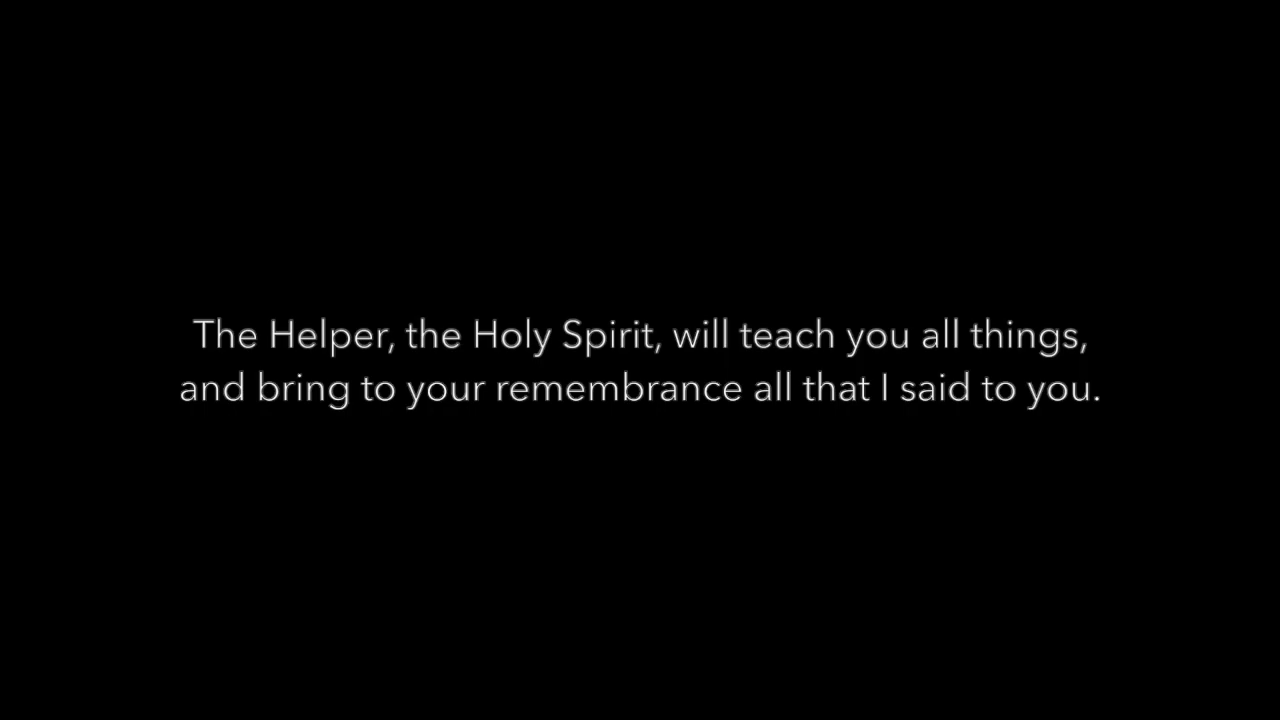 The Helper, the Holy Spirit, will teach you all things,
and bring to your remembrance all that I said to you.